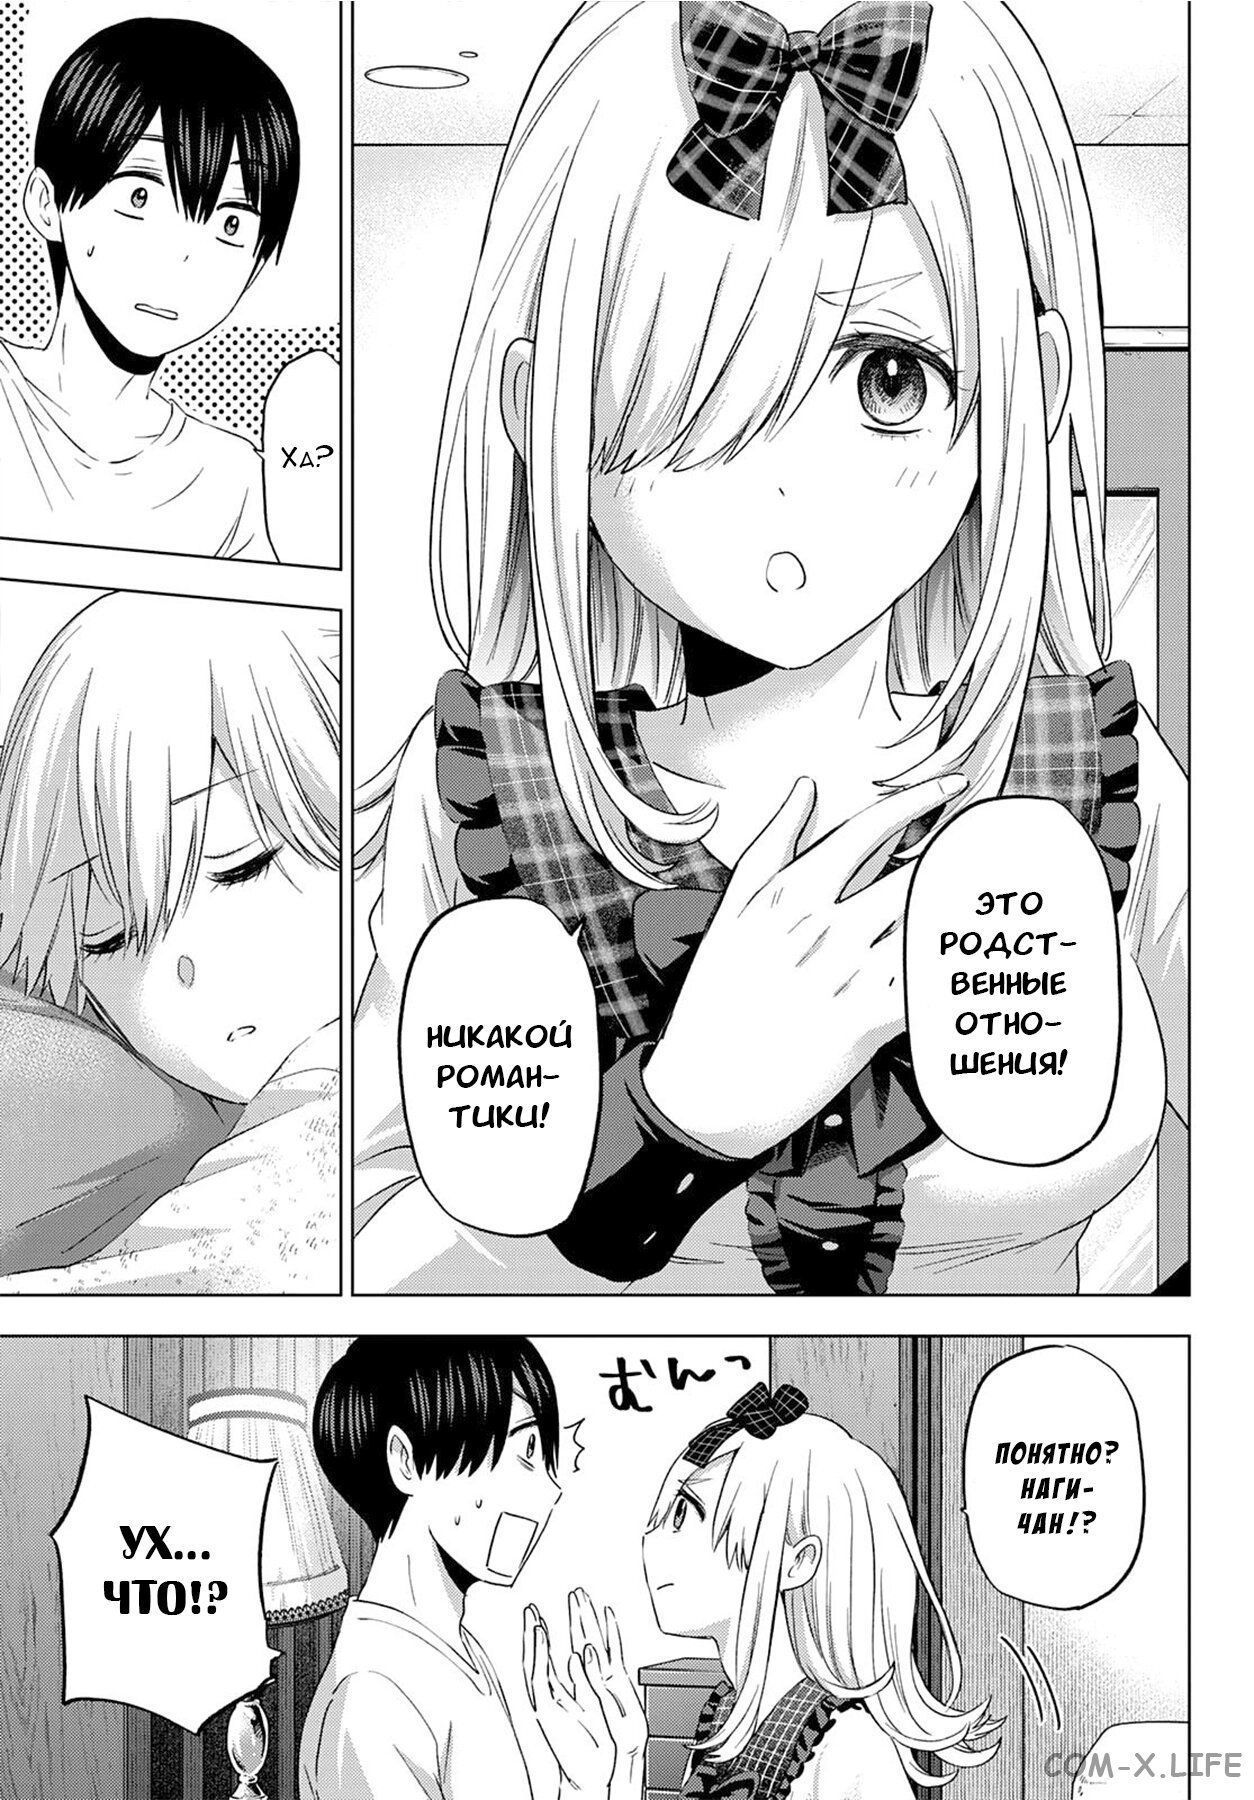 ЭТО
РОДСТ-
ВЕННЫЕ
ОТНО-
ШЕНИЯ!
НИКАКОЙ
РОМАН-
ТИКИ!
ХА?
ПОНЯТНО?
НАГИ-
ЧАН!?
むんっ
УХ...
ЧТО!?
COM-X.LIFE